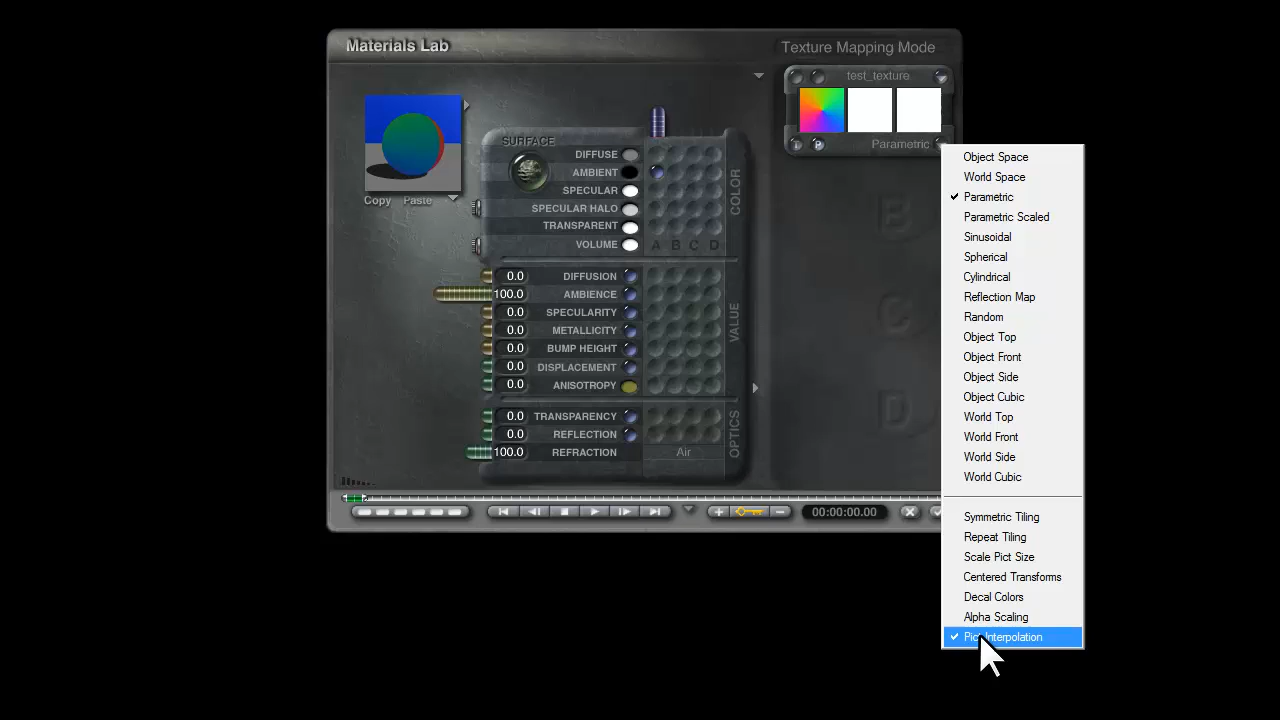 Materials Lab
Texture Mapping Mode
test_texture
Parametric
Copy Paste
SURFACE
DIFFUSE
AMBIENT
SPECULAR
SPECULAR HALO
TRANSPARENT
VOLUME
A B C D
COLOR
0.0 DIFFUSION
100.0 AMBIENCE
0.0 SPECULARITY
0.0 METALLICITY
0.0 BUMP HEIGHT
0.0 DISPLACEMENT
0.0 ANISOTROPY
VALUE
0.0 TRANSPARENCY
0.0 REFLECTION
100.0 REFRACTION
Air
OPTICS
B
C
D
00:00:00.00
Object Space
World Space
Parametric
Parametric Scaled
Sinusoidal
Spherical
Cylindrical
Reflection Map
Random
Object Top
Object Front
Object Side
Object Cubic
World Top
World Front
World Side
World Cubic
Symmetric Tiling
Repeat Tiling
Scale Pict Size
Centered Transforms
Decal Colors
Alpha Scaling
Pict Interpolation